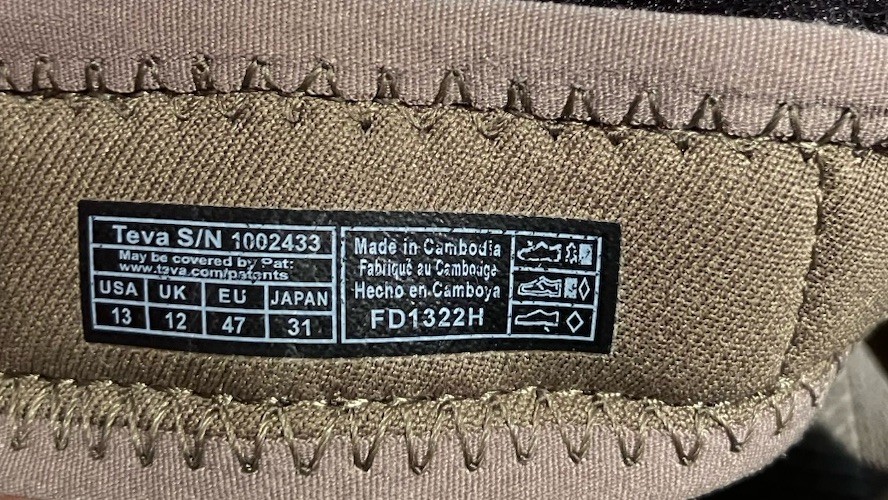 Teva S/N 1002433
May be covered by Pat:
www.teva.com/patents
USA UK EU JAPAN
13 12 47 31
Made in Cambodia
Fabriqué au Cambodge
Hecho en Camboya
FD1322H